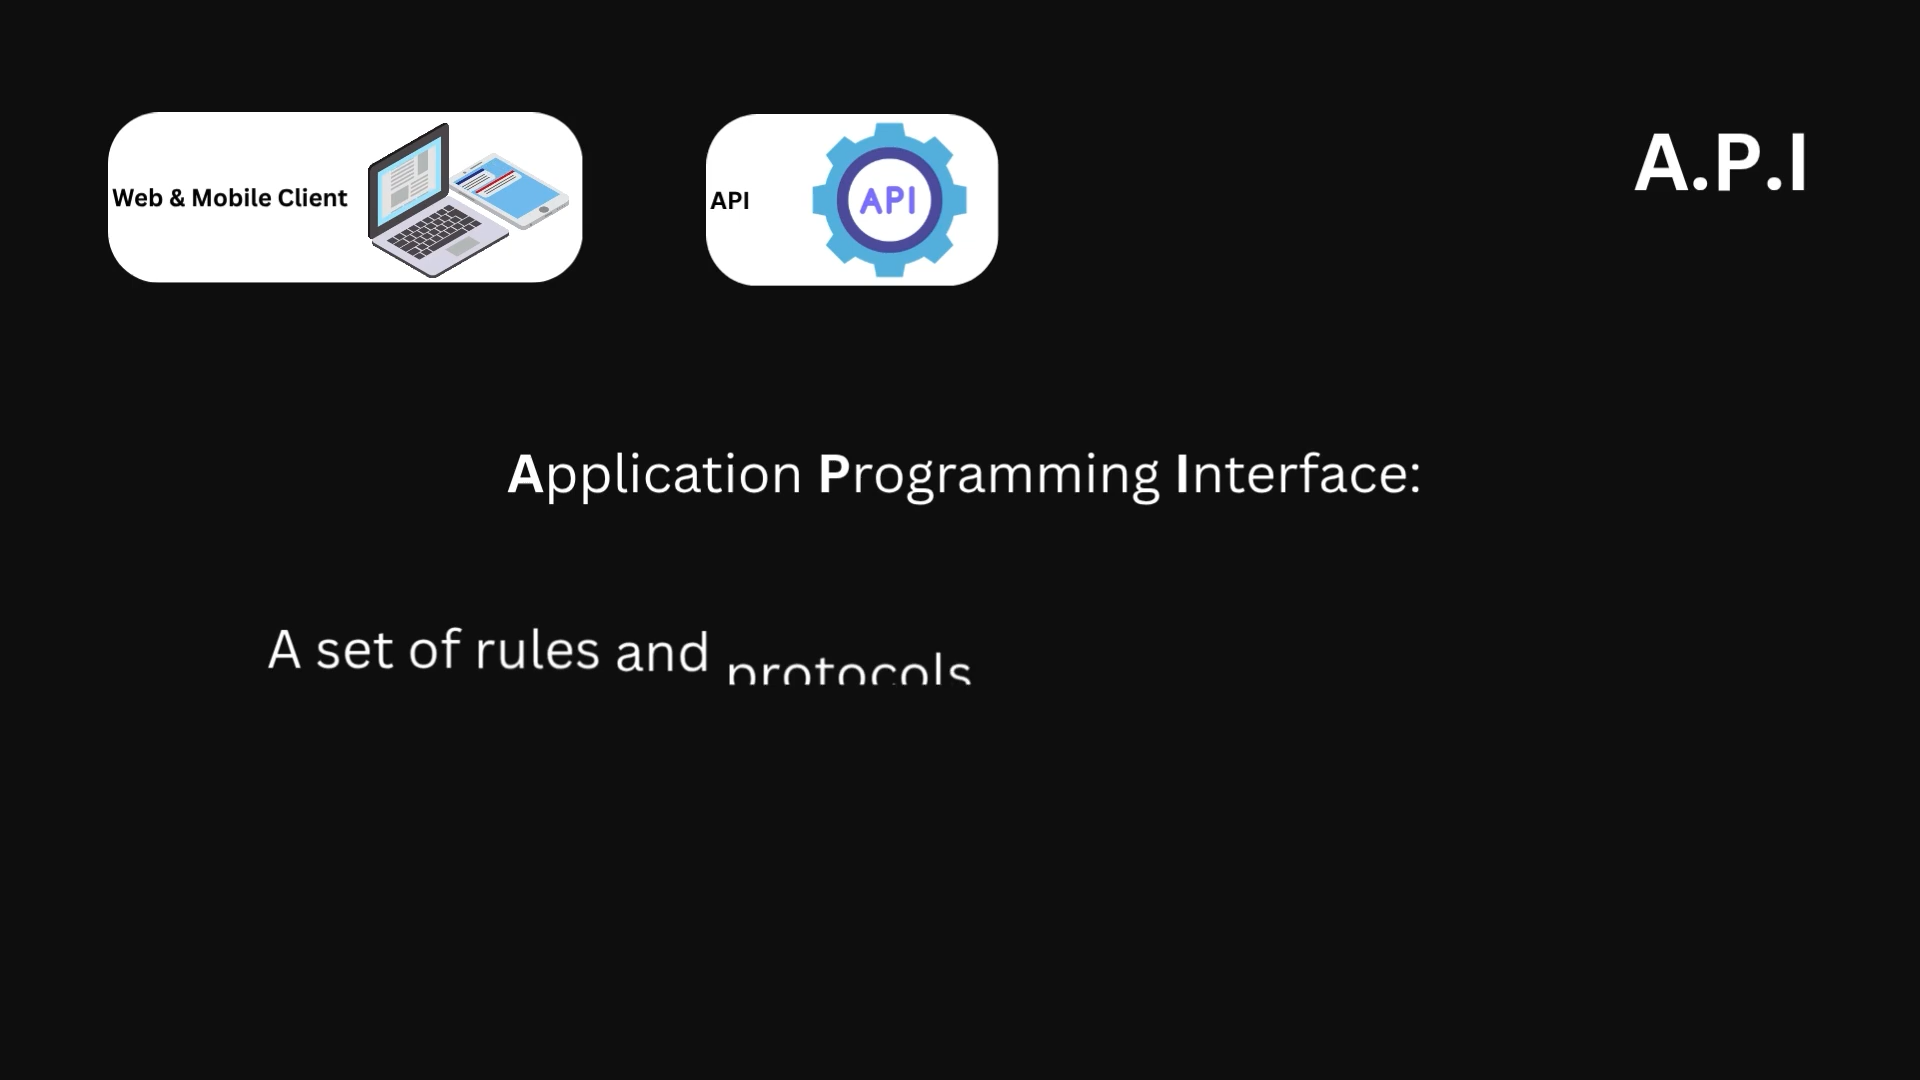 Web & Mobile Client
API
API
A.P.I
Application Programming Interface:
A set of rules and protocols